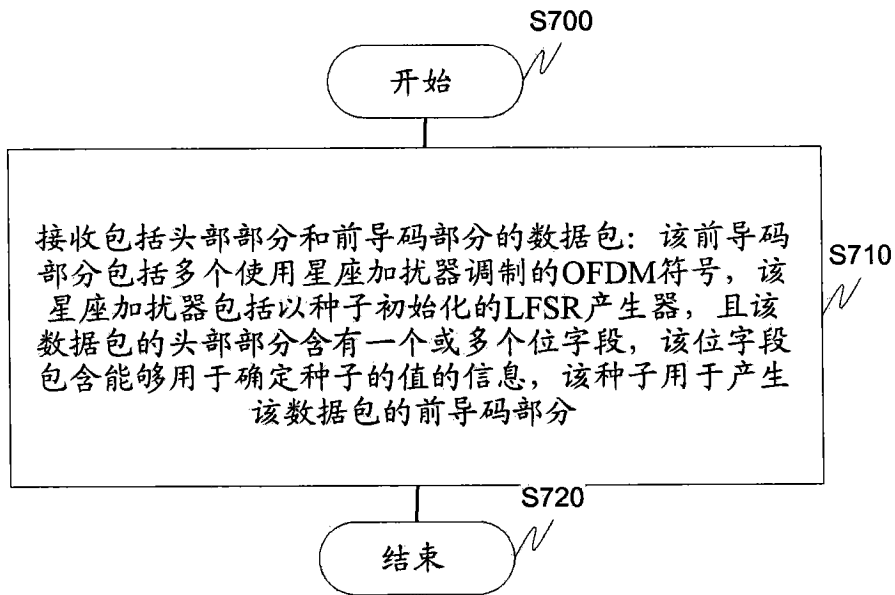 S700
开始
接收包括头部部分和前导码部分的数据包：该前导码
部分包括多个使用星座加扰器调制的OFDM符号，该
星座加扰器包括以种子初始化的LFSR产生器，且该
数据包的头部部分含有一个或多个位字段，该位字段
包含能够用于确定种子的值的信息，该种子用于产生
该数据包的前导码部分
S710
S720
结束